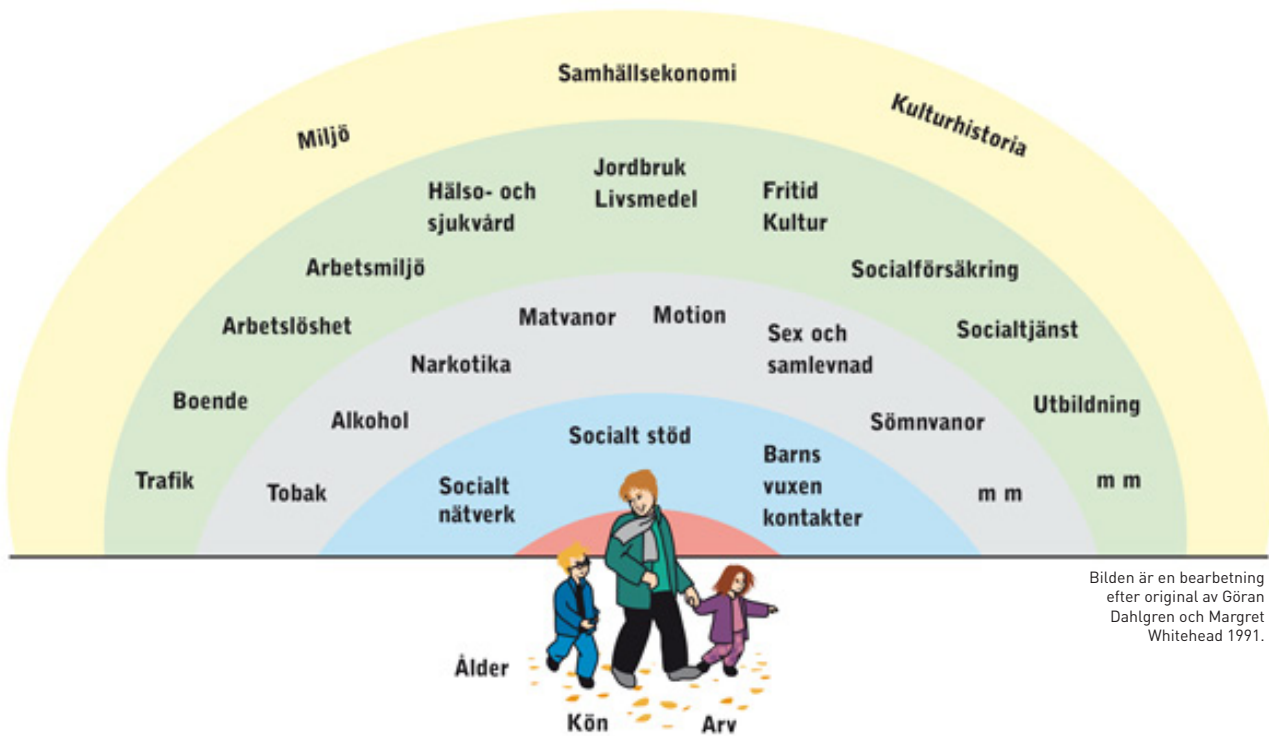 Samhällsekonomi
Miljö
Kulturhistoria
Jordbruk
Livsmedel
Hälso- och
sjukvård
Fritid
Kultur
Arbetsmiljö
Socialförsäkring
Arbetslöshet
Socialtjänst
Boende
Utbildning
Trafik
m m
Matvanor
Motion
Narkotika
Sex och
samlevnad
Alkohol
Sömnvanor
Tobak
m m
Socialt stöd
Socialt
nätverk
Barns
vuxen
kontakter
Ålder
Kön
Arv
Bilden är en bearbetning
efter original av Göran
Dahlgren och Margret
Whitehead 1991.